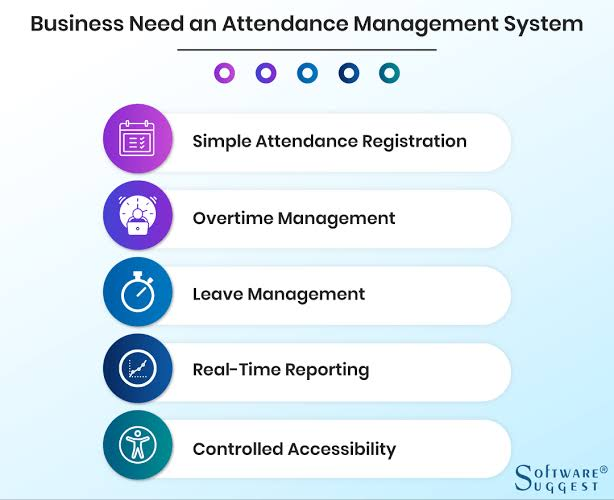 Business Need an Attendance Management System
Simple Attendance Registration
Overtime Management
Leave Management
Real-Time Reporting
Controlled Accessibility
SOFTWARE®
SUGGEST